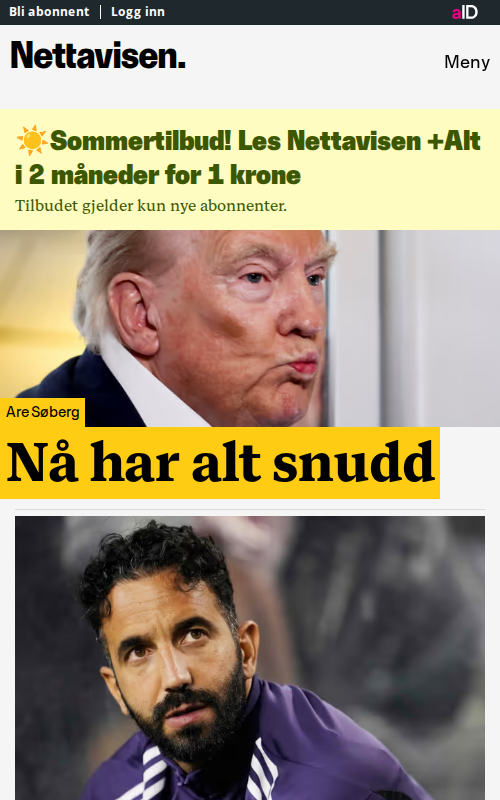 Bli abonnent | Logg inn
aID
Nettavisen.
Meny
☀️Sommertilbud! Les Nettavisen +Alt
i 2 måneder for 1 krone
Tilbudet gjelder kun nye abonnenter.
Are Søberg
Nå har alt snudd